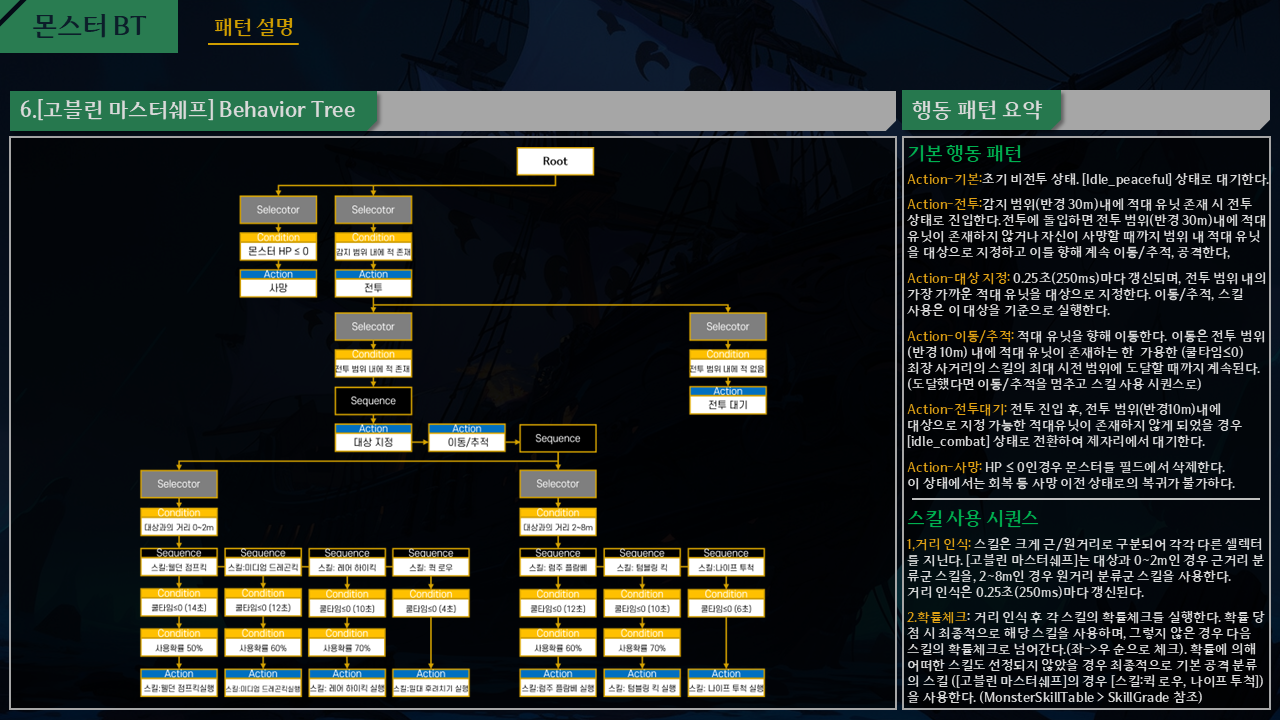 몬스터 BT
패턴 설명
6.[고블린 마스터쉐프] Behavior Tree
Root
Selecotor
Selecotor
Condition
몬스터 HP ≤ 0
Condition
감지 범위 내에 적 존재
Action
사망
Action
전투
Selecotor
Selecotor
Condition
전투 범위 내에 적 존재
Condition
전투 범위 내에 적 없음
Sequence
Action
전투 대기
Action
대상 지정
Action
이동/추적
Sequence
Selecotor
Selecotor
Condition
대상과의 거리 0~2m
Condition
대상과의 거리 2~8m
Sequence
스킬:웰던 점프킥
Sequence
스킬:미디엄 드레곤킥
Sequence
스킬: 레어 하이킥
Sequence
스킬: 퀵 로우
Sequence
스킬: 럼주 플람베
Sequence
스킬: 텀블링 킥
Sequence
스킬:나이프 투척
Condition
쿨타임≤0 (14초)
Condition
쿨타임≤0 (12초)
Condition
쿨타임≤0 (10초)
Condition
쿨타임≤0 (4초)
Condition
쿨타임≤0 (12초)
Condition
쿨타임≤0 (10초)
Condition
쿨타임≤0 (6초)
Condition
사용확률 50%
Condition
사용확률 60%
Condition
사용확률 70%
Condition
사용확률 60%
Condition
사용확률 70%
Action
스킬:웰던 점프킥실행
Action
스킬:미디엄 드레곤킥실행
Action
스킬: 레어 하이킥 실행
Action
스킬:밀대 후려치기 실행
Action
스킬:럼주 플람베 실행
Action
스킬: 텀블링 킥 실행
Action
스킬: 나이프 투척 실행
행동 패턴 요약
기본 행동 패턴
Action-기본:초기 비전투 상태. [Idle_peaceful] 상태로 대기한다.
Action-전투:감지 범위(반경 30m)내에 적대 유닛 존재 시 전투
상태로 진입한다.전투에 돌입하면 전투 범위(반경 30m)내에 적대
유닛이 존재하지 않거나 자신이 사망할 때까지 범위 내 적대 유닛
을 대상으로 지정하고 이를 향해 계속 이동/추적, 공격한다,
Action-대상 지정: 0.25초(250ms)마다 갱신되며, 전투 범위 내의
가장 가까운 적대 유닛을 대상으로 지정한다. 이동/추적, 스킬
사용은 이 대상을 기준으로 실행한다.
Action-이동/추적: 적대 유닛을 향해 이동한다. 이동은 전투 범위
(반경 10m) 내에 적대 유닛이 존재하는 한 가용한 (쿨타임≤0)
최장 사거리의 스킬의 최대 시전 범위에 도달할 때까지 계속된다.
(도달했다면 이동/추적을 멈추고 스킬 사용 시퀀스로)
Action-전투대기: 전투 진입 후, 전투 범위(반경10m)내에
대상으로 지정 가능한 적대유닛이 존재하지 않게 되었을 경우
[idle_combat] 상태로 전환하여 제자리에서 대기한다.
Action-사망: HP ≤ 0인경우 몬스터를 필드에서 삭제한다.
이 상태에서는 회복 등 사망 이전 상태로의 복귀가 불가하다.
스킬 사용 시퀀스
1,거리 인식: 스킬은 크게 근/원거리로 구분되어 각각 다른 셀렉터
를 지닌다. [고블린 마스터쉐프]는 대상과 0~2m인 경우 근거리 분
류군 스킬을, 2~8m인 경우 원거리 분류군 스킬을 사용한다.
거리 인식은 0.25초(250ms)마다 갱신된다.
2.확률체크: 거리 인식 후 각 스킬의 확률체크를 실행한다. 확률 당
첨 시 최종적으로 해당 스킬을 사용하며, 그렇지 않은 경우 다음
스킬의 확률체크로 넘어간다.(좌->우 순으로 체크). 확률에 의해
어떠한 스킬도 선정되지 않았을 경우 최종적으로 기본 공격 분류
의 스킬 ([고블린 마스터쉐프]의 경우 [스킬:퀵 로우, 나이프 투척])
을 사용한다. (MonsterSkillTable > SkillGrade 참조)